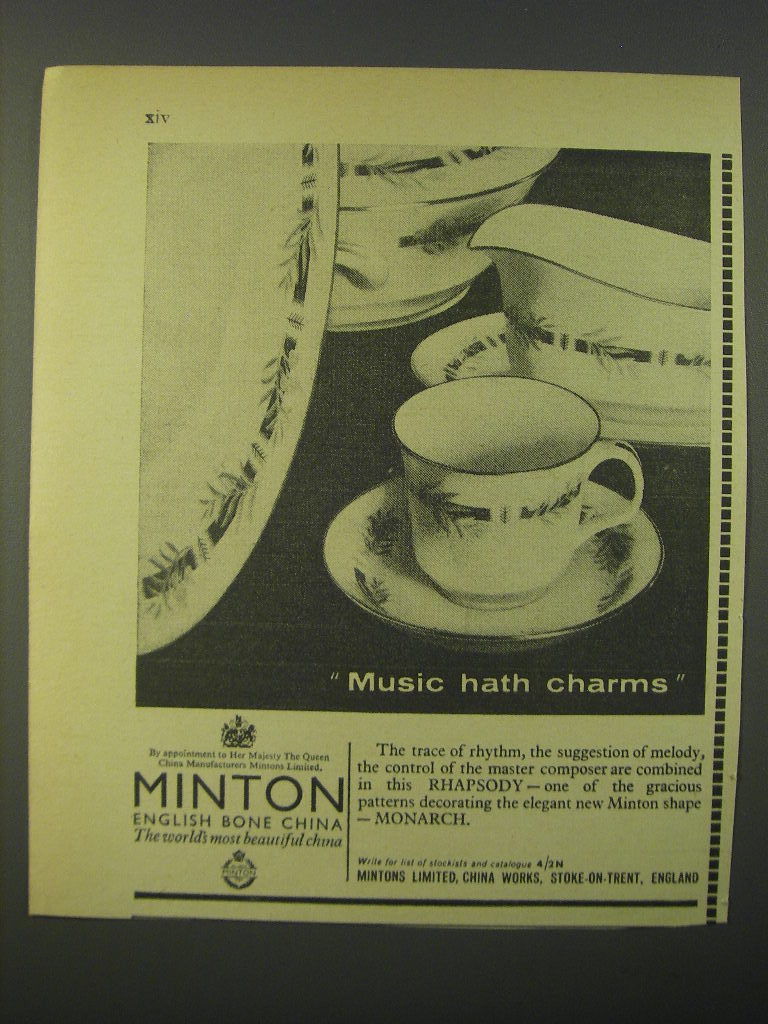 xiv
"Music hath charms"
By appointment to Her Majesty The Queen
China Manufacturers Mintons Limited.
MINTON
ENGLISH BONE CHINA
The world's most beautiful china
MINTON
The trace of rhythm, the suggestion of melody,
the control of the master composer are combined
in this RHAPSODY — one of the gracious
patterns decorating the elegant new Minton shape
— MONARCH.
Write for list of stockists and catalogue 4/2N
MINTONS LIMITED, CHINA WORKS, STOKE-ON-TRENT, ENGLAND